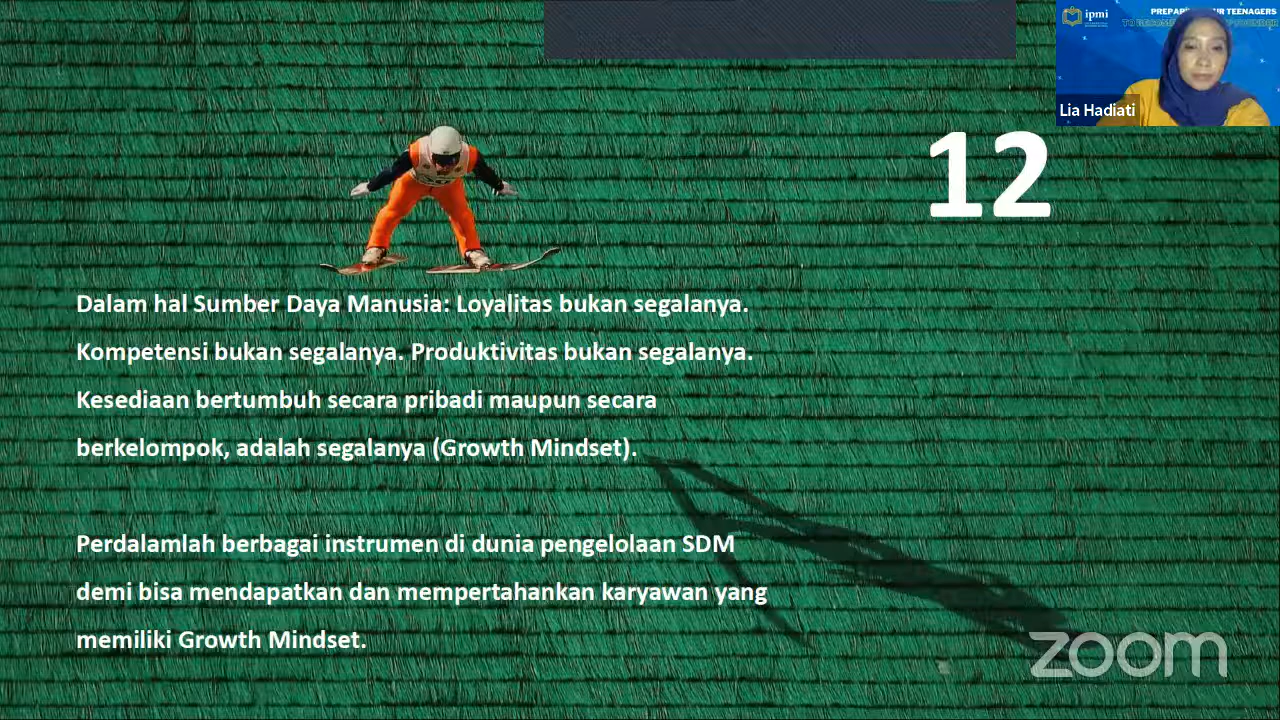 ipmi
Lia Hadiati
12
Dalam hal Sumber Daya Manusia: Loyalitas bukan segalanya.
Kompetensi bukan segalanya. Produktivitas bukan segalanya.
Kesediaan bertumbuh secara pribadi maupun secara
berkelompok, adalah segalanya (Growth Mindset).
Perdalamlah berbagai instrumen di dunia pengelolaan SDM
demi bisa mendapatkan dan mempertahankan karyawan yang
memiliki Growth Mindset.
zoom